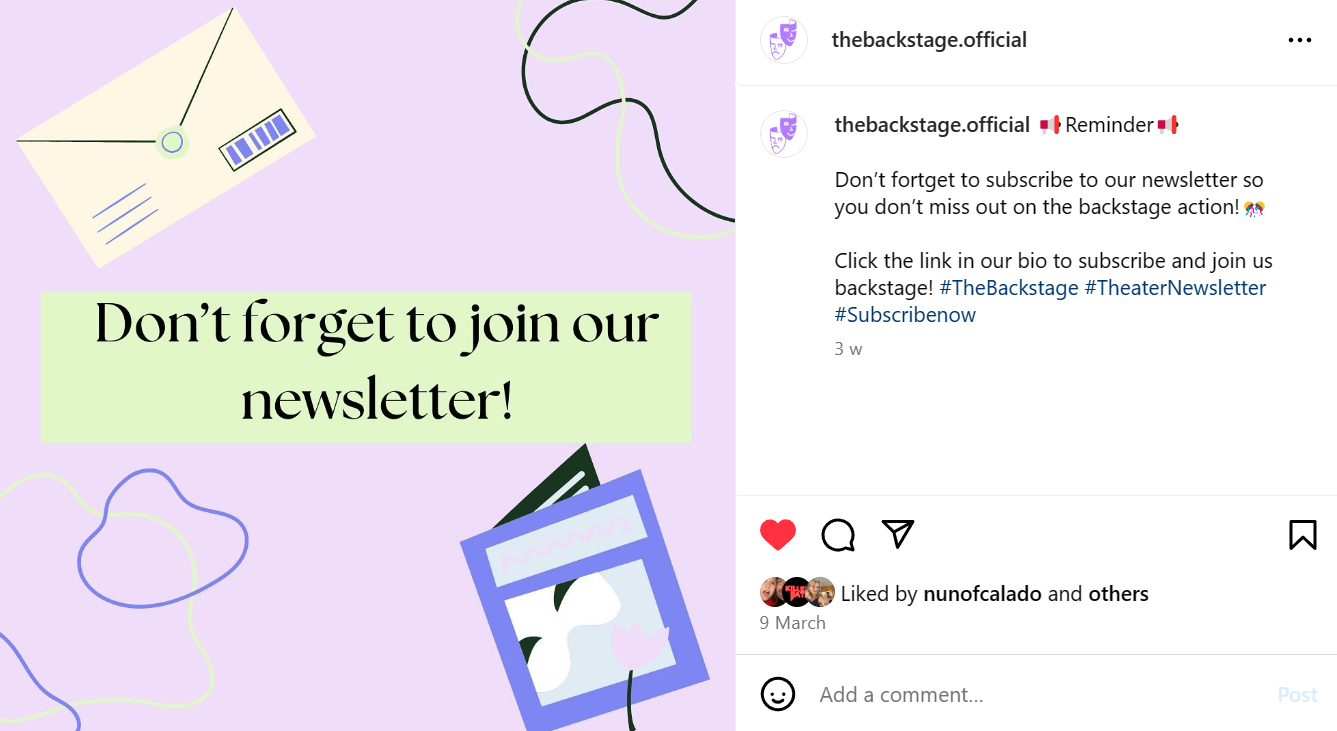 Don't forget to join our
newsletter!
thebackstage.official
thebackstage.official 📢Reminder📢
Don't fortget to subscribe to our newsletter so
you don't miss out on the backstage action!🎊
Click the link in our bio to subscribe and join us
backstage! #TheBackstage #TheaterNewsletter
#Subscribenow
3 w
Liked by nunofcalado and others
9 March
Add a comment...
Post